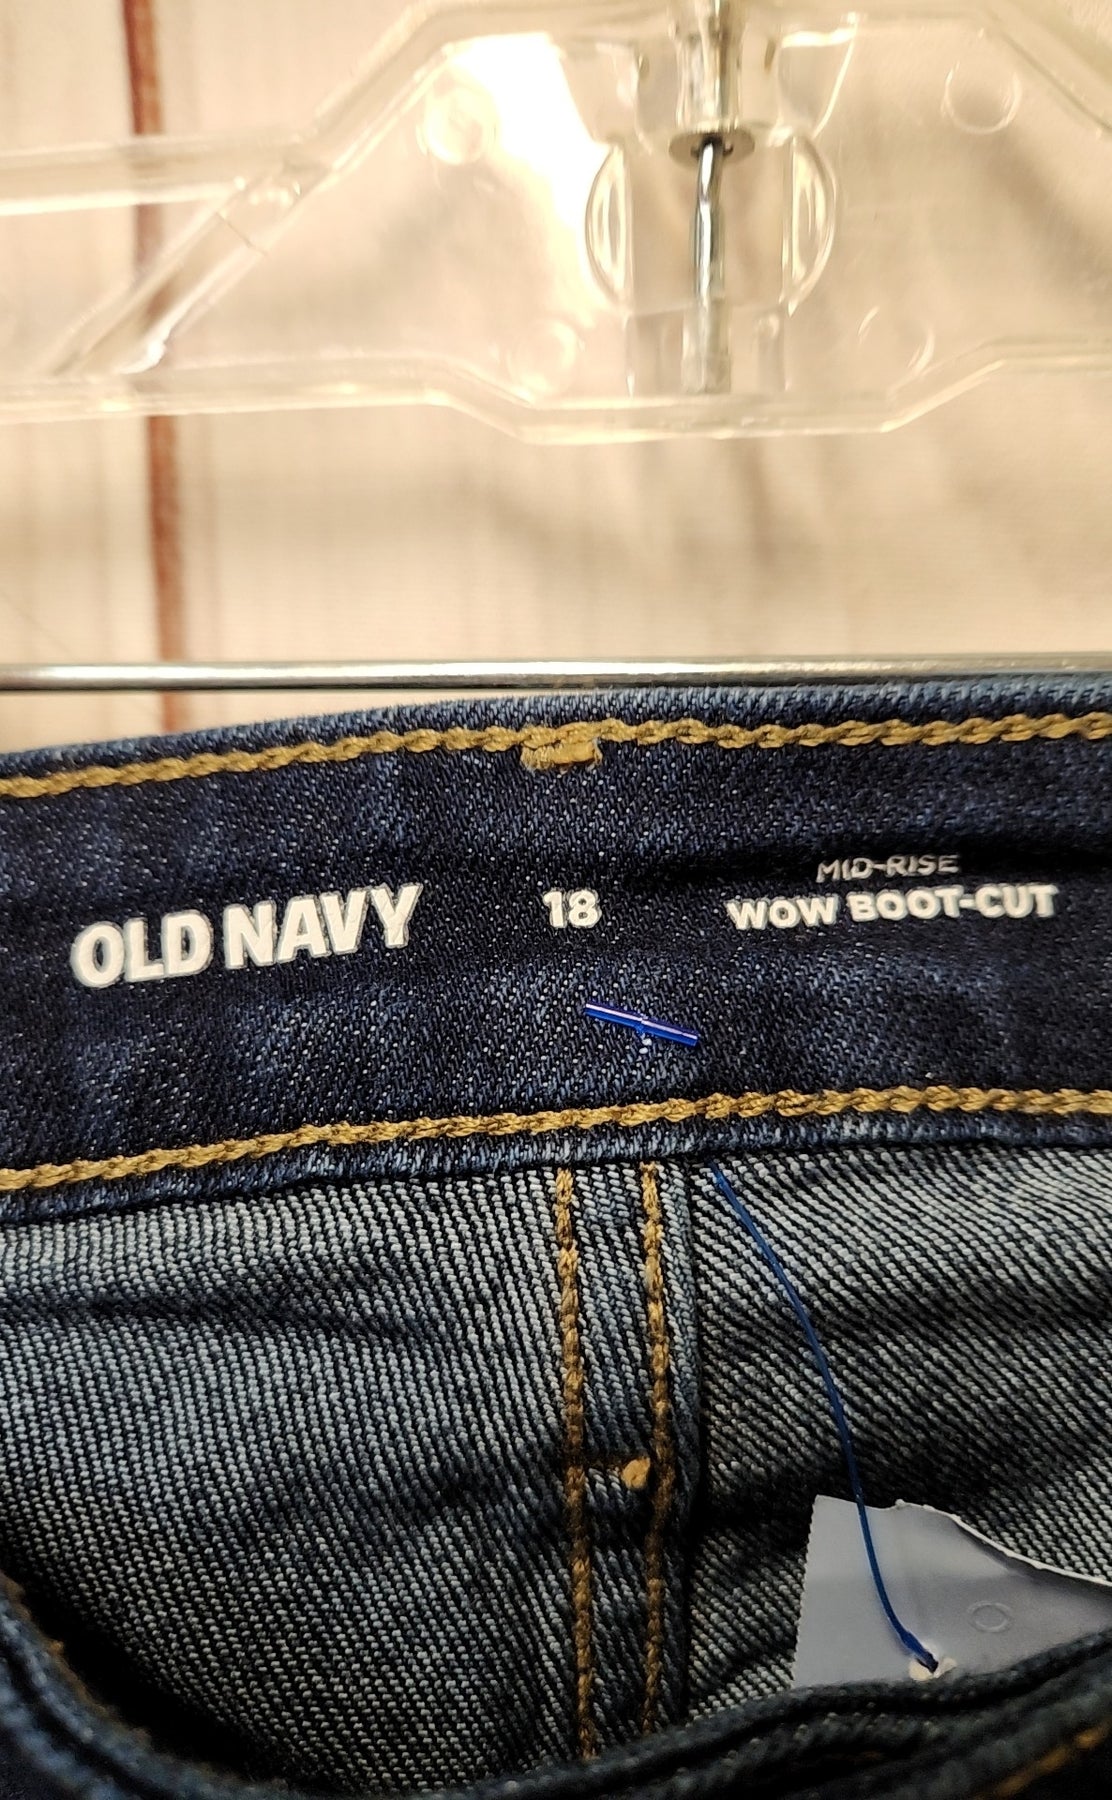 OLD NAVY
18
MID-RISE
WOW BOOT-CUT